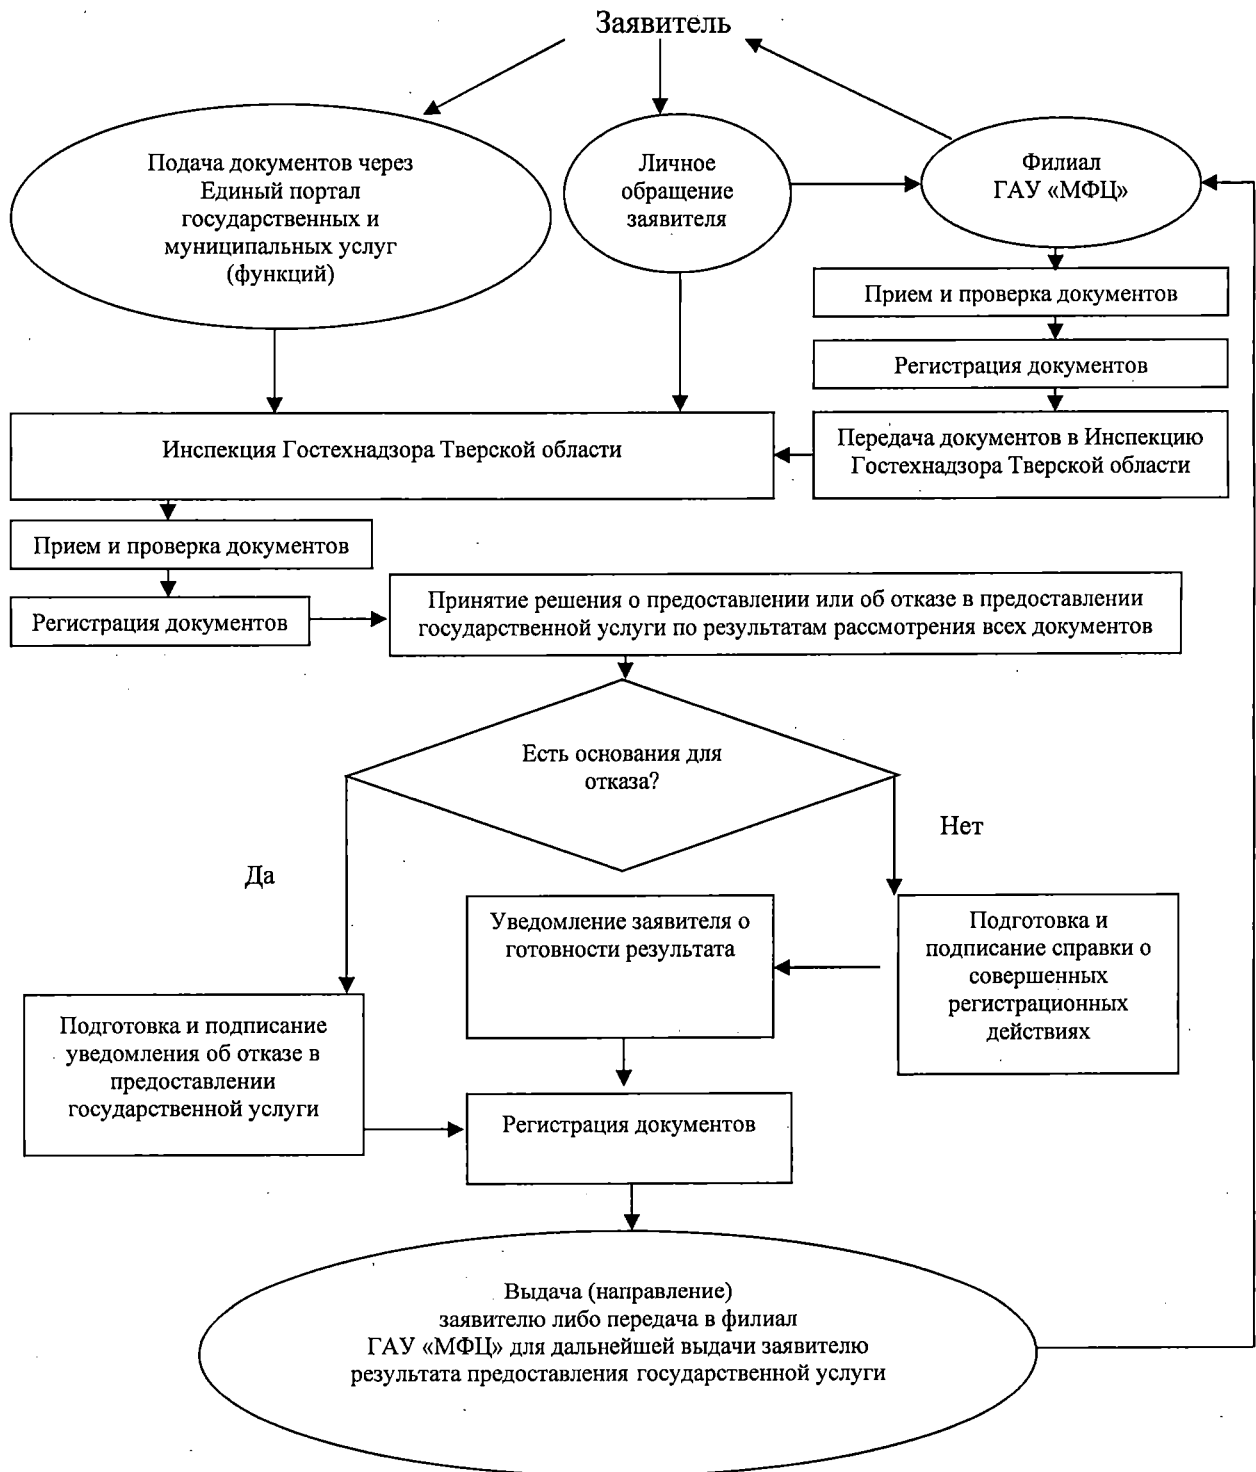 Заявитель
Подача документов через
Единый портал
государственных и
муниципальных услуг
(функций)
Личное
обращение
заявителя
Филиал
ГАУ «МФЦ»
Прием и проверка документов
Регистрация документов
Передача документов в Инспекцию
Гостехнадзора Тверской области
Инспекция Гостехнадзора Тверской области
Прием и проверка документов
Регистрация документов
Принятие решения о предоставлении или об отказе в предоставлении
государственной услуги по результатам рассмотрения всех документов
Есть основания для
отказа?
Да
Нет
Уведомление заявителя о
готовности результата
Подготовка и
подписание справки о
совершенных
регистрационных
действиях
Подготовка и подписание
уведомления об отказе в
предоставлении
государственной услуги
Регистрация документов
Выдача (направление)
заявителю либо передача в филиал
ГАУ «МФЦ» для дальнейшей выдачи заявителю
результата предоставления государственной услуги